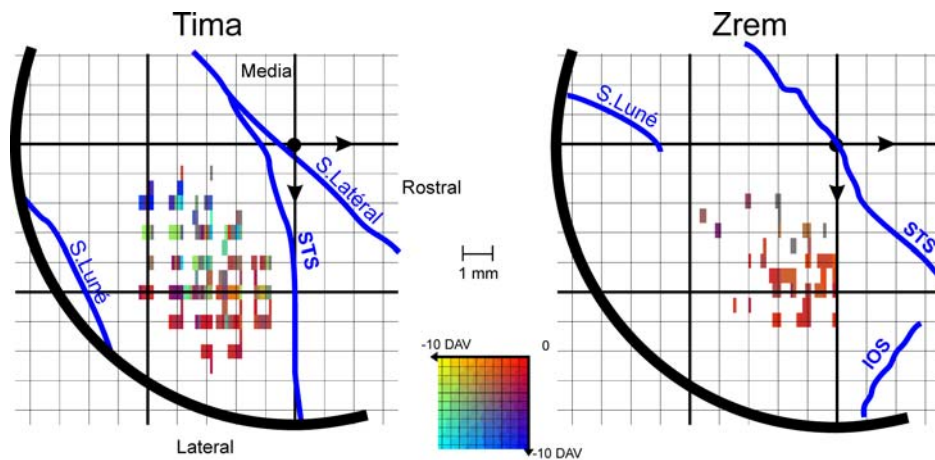 Tima
Zrem
Media
S.Luné
S.Latéral
Rostral
STS
S.Luné
1 mm
STS
-10 DAV
0
IOS
-10 DAV
Lateral